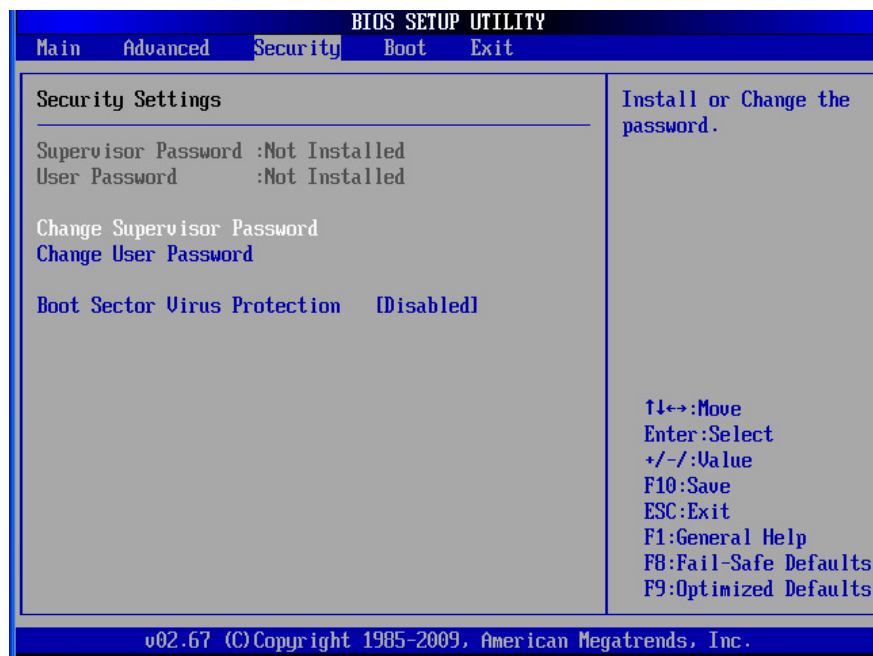 BIOS SETUP UTILITY
Main Advanced Security Boot Exit
Security Settings
Supervisor Password :Not Installed
User Password :Not Installed
Change Supervisor Password
Change User Password
Boot Sector Virus Protection [Disabled]
Install or Change the
password.
↑↓←→:Move
Enter:Select
+/-/:Value
F10:Save
ESC:Exit
F1:General Help
F8:Fail-Safe Defaults
F9:Optimized Defaults
v02.67 (C)Copyright 1985-2009, American Megatrends, Inc.